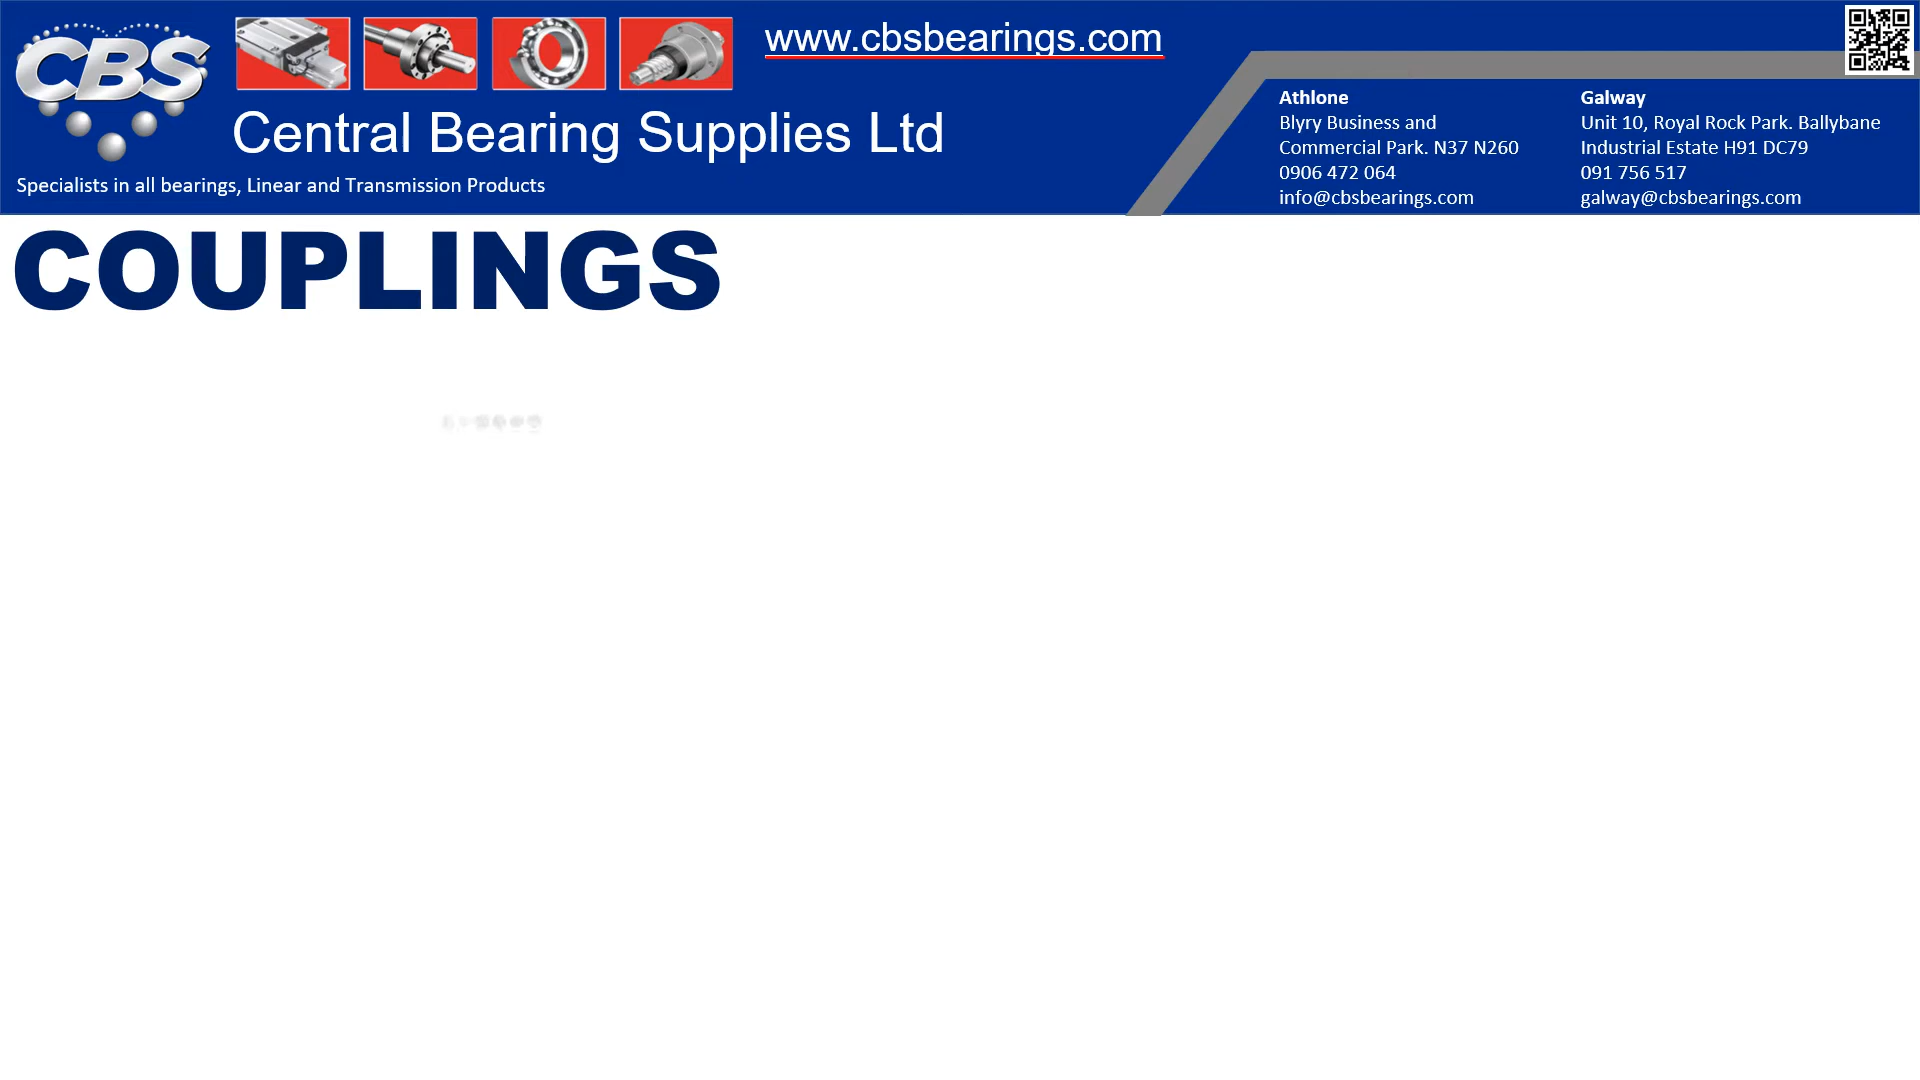 CBS
www.cbsbearings.com
Central Bearing Supplies Ltd
Specialists in all bearings, Linear and Transmission Products
Athlone
Blyry Business and
Commercial Park. N37 N260
0906 472 064
info@cbsbearings.com
Galway
Unit 10, Royal Rock Park. Ballybane
Industrial Estate H91 DC79
091 756 517
galway@cbsbearings.com
COUPLINGS